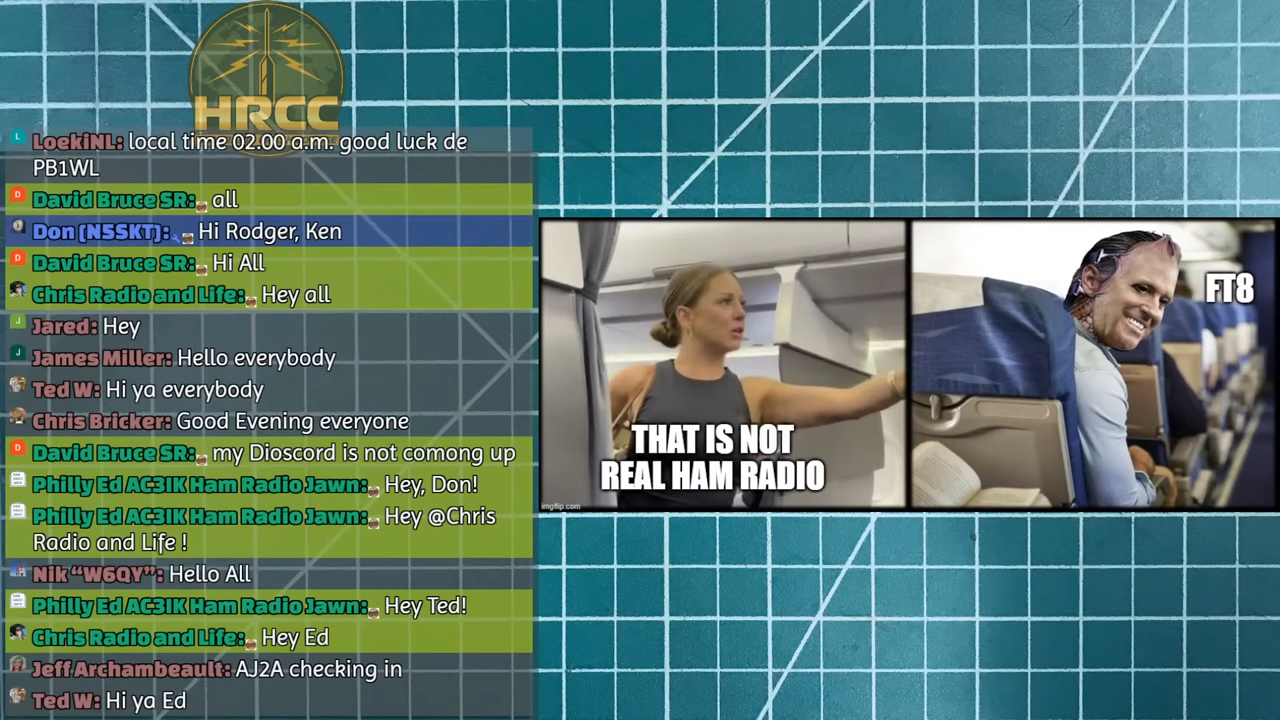 HRCC
LoekiNL: local time 02.00 a.m. good luck de
PB1WL
David Bruce SR: all
Don (N5SKT): Hi Rodger, Ken
David Bruce SR: Hi All
Chris Radio and Life: Hey all
Jared: Hey
James Miller: Hello everybody
Ted W: Hi ya everybody
Chris Bricker: Good Evening everyone
David Bruce SR: my Dioscord is not comong up
Philly Ed AC3IK Ham Radio Jawn: Hey, Don!
Philly Ed AC3IK Ham Radio Jawn: Hey @Chris
Radio and Life !
Nik “W6QY”: Hello All
Philly Ed AC3IK Ham Radio Jawn: Hey Ted!
Chris Radio and Life: Hey Ed
Jeff Archambeault: AJ2A checking in
Ted W: Hi ya Ed
THAT IS NOT
REAL HAM RADIO
FT8
imgflip.com